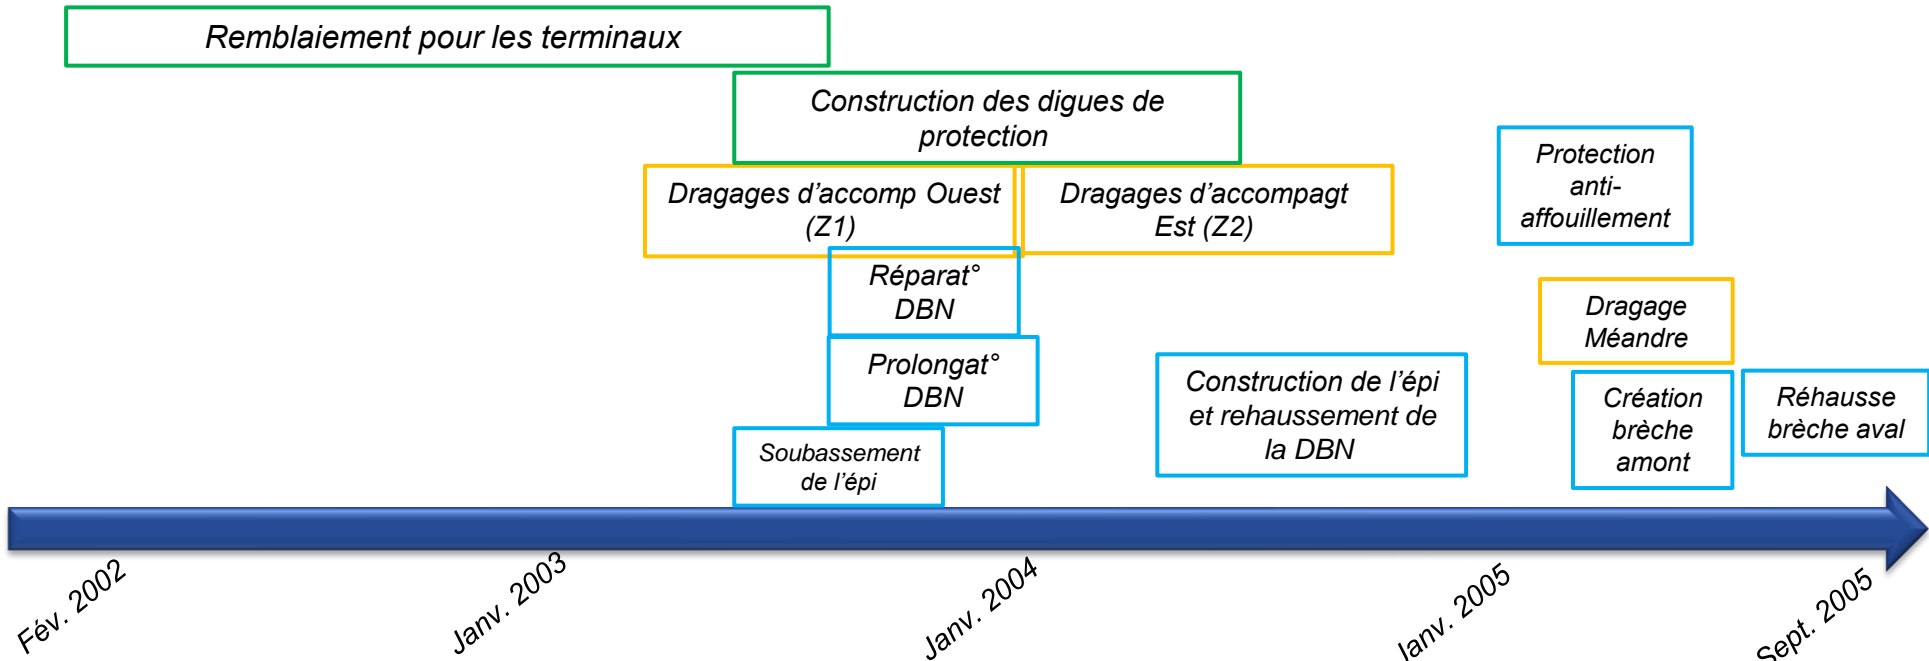 Remblaiement pour les terminaux
Construction des digues de
protection
Protection
anti-
affouillement
Dragages d'accomp Ouest
(Z1)
Dragages d'accompagt
Est (Z2)
Réparat°
DBN
Dragage
Méandre
Prolongat°
DBN
Construction de l'épi
et rehaussement de
la DBN
Création
brèche
amont
Réhausse
brèche aval
Soubassement
de l'épi
Fév. 2002
Janv. 2003
Janv. 2004
Janv. 2005
Sept. 2005